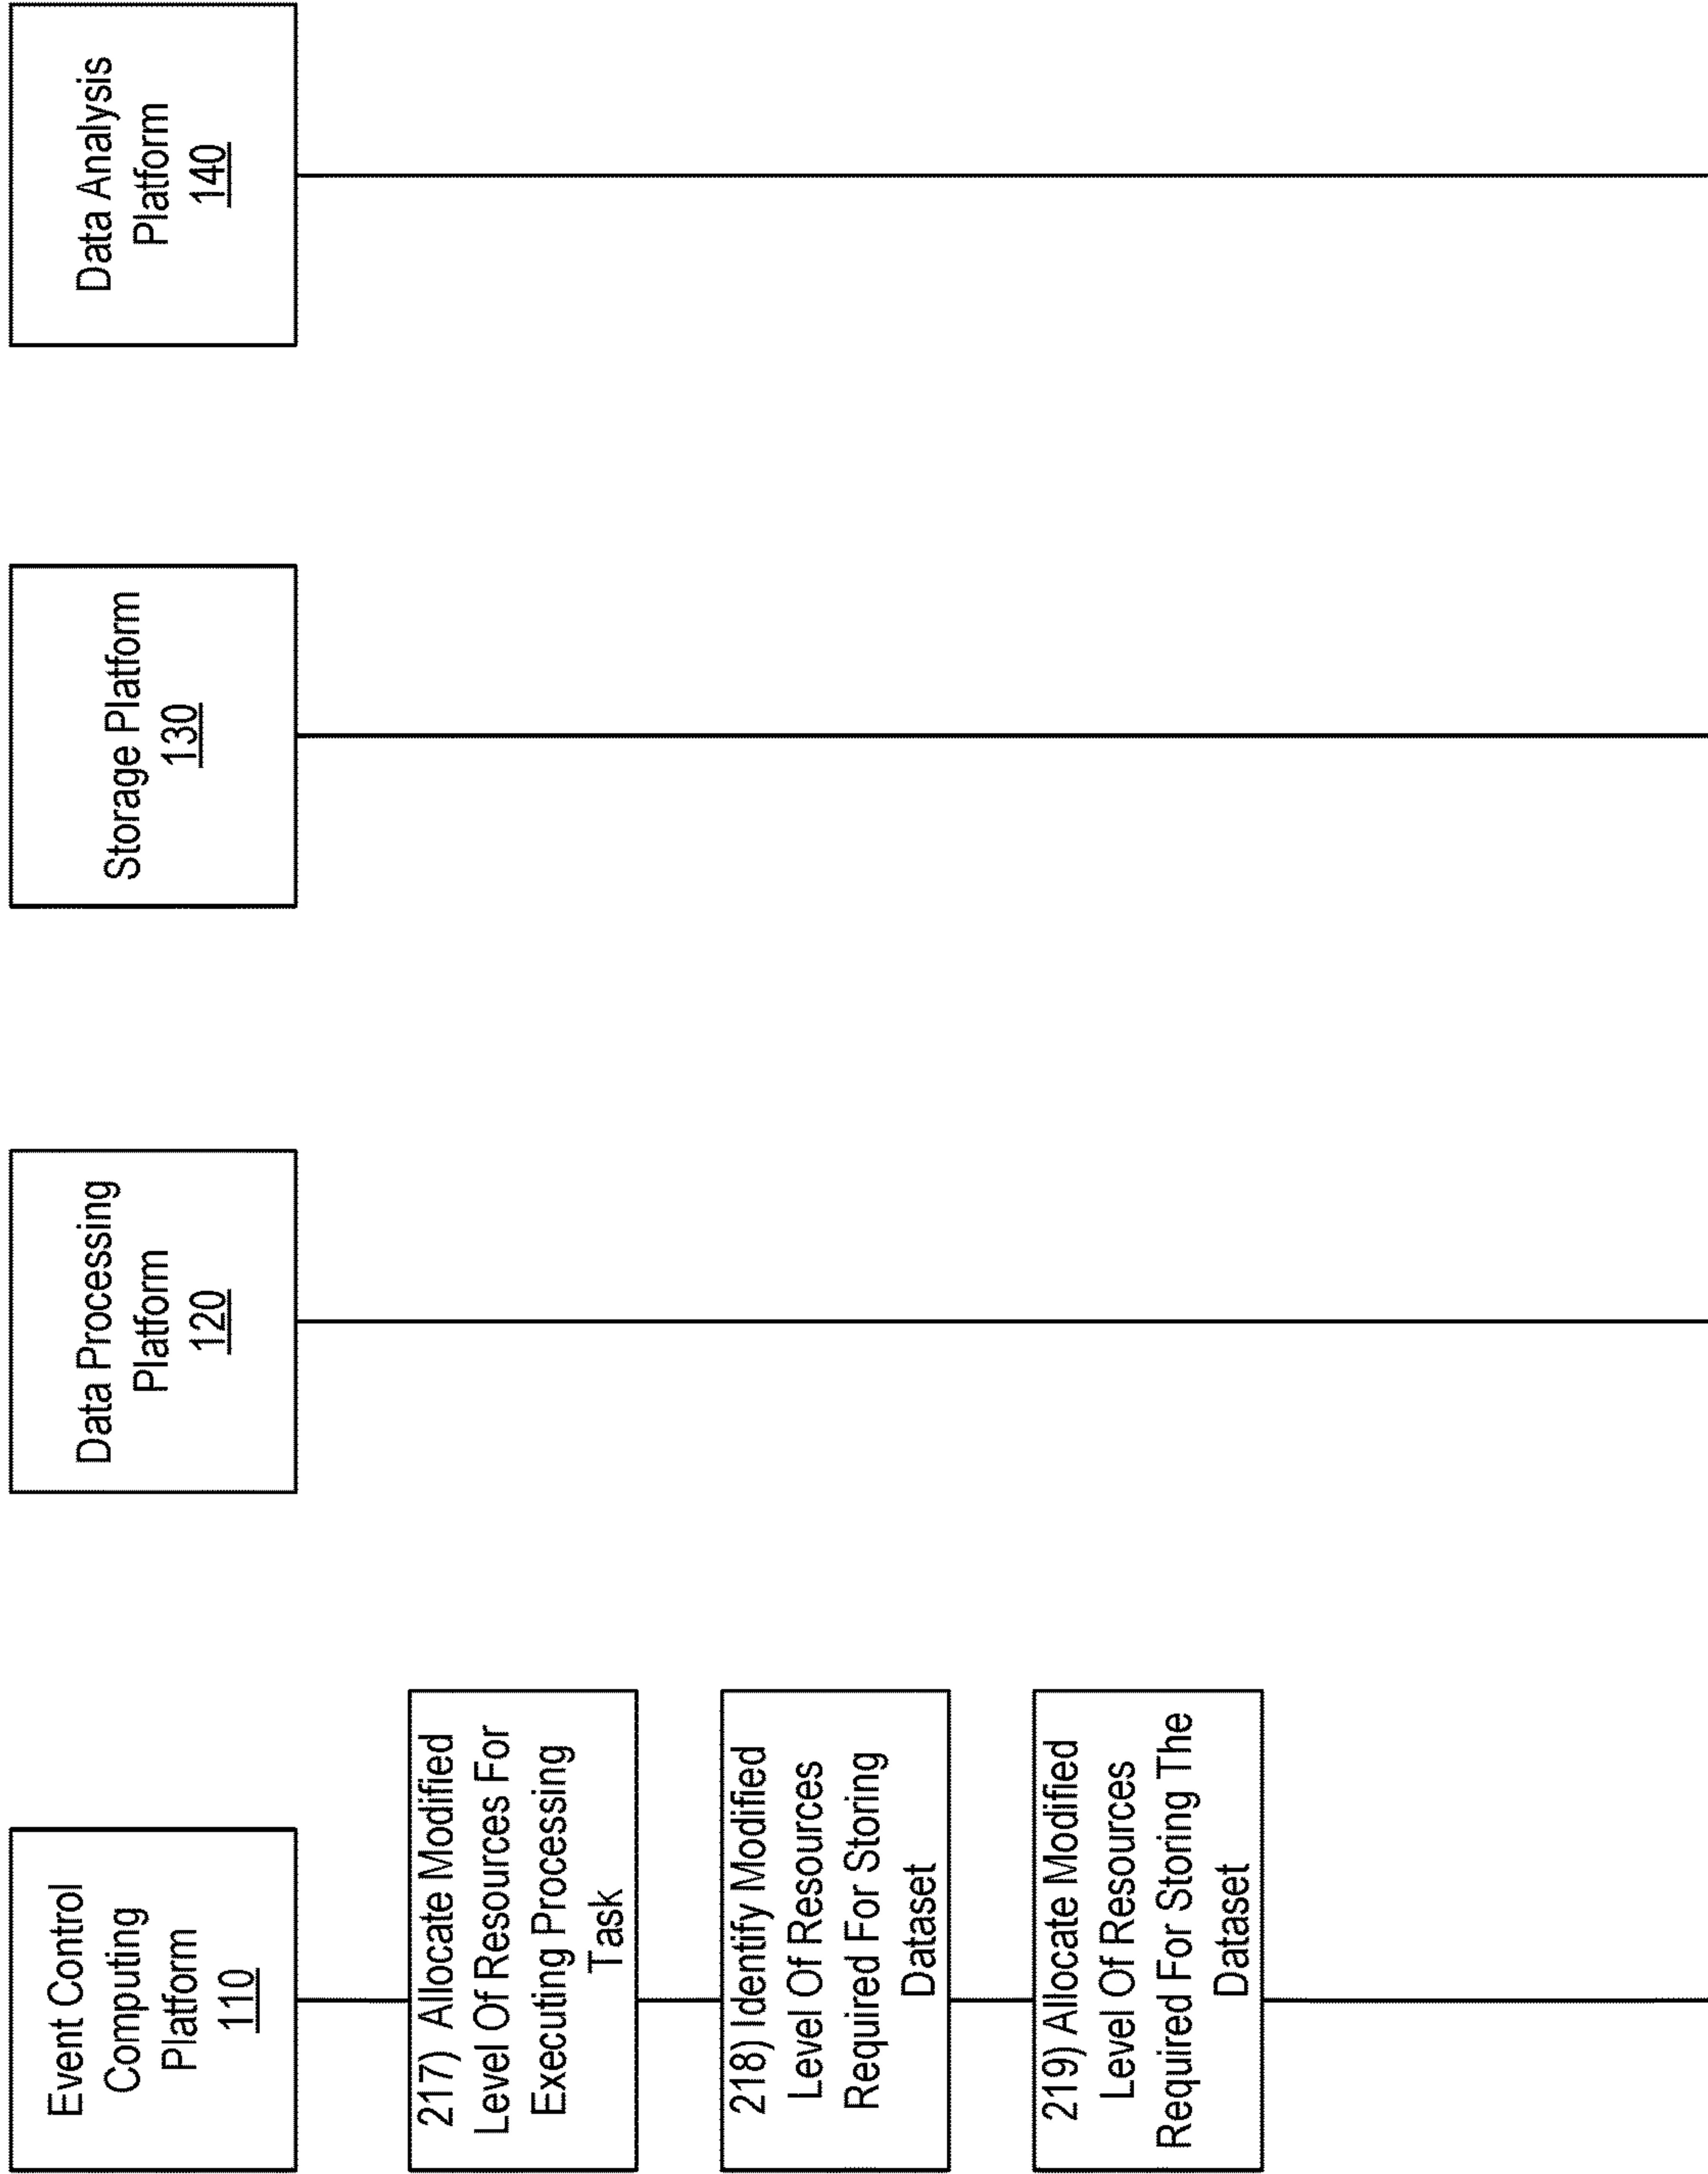 Event Control
Computing
Platform
110
Data Processing
Platform
120
Storage Platform
130
Data Analysis
Platform
140
217) Allocate Modified
Level Of Resources For
Executing Processing
Task
218) Identify Modified
Level Of Resources
Required For Storing
Dataset
219) Allocate Modified
Level Of Resources
Required For Storing The
Dataset